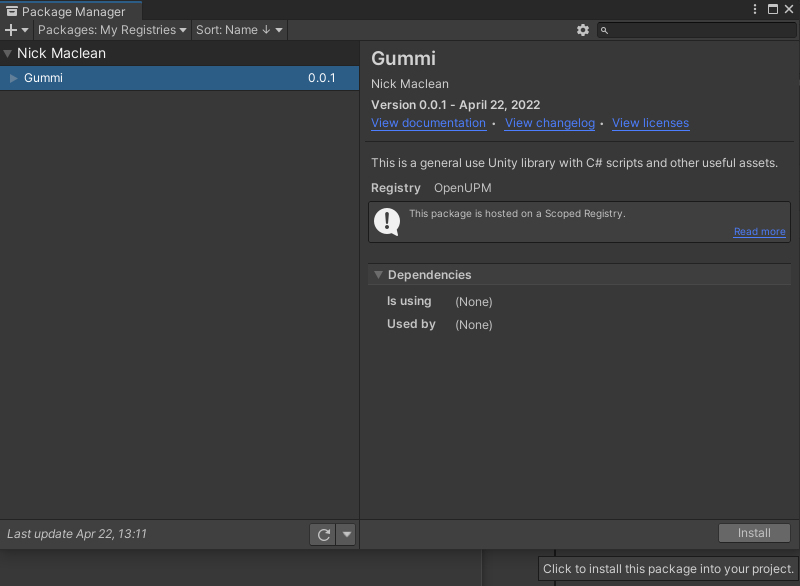 Package Manager
Packages: My Registries Sort: Name ↓
Nick Maclean
Gummi 0.0.1
Gummi
Nick Maclean
Version 0.0.1 - April 22, 2022
View documentation • View changelog • View licenses
This is a general use Unity library with C# scripts and other useful assets.
Registry OpenUPM
This package is hosted on a Scoped Registry.
Read more
Dependencies
Is using (None)
Used by (None)
Last update Apr 22, 13:11
Install
Click to install this package into your project.